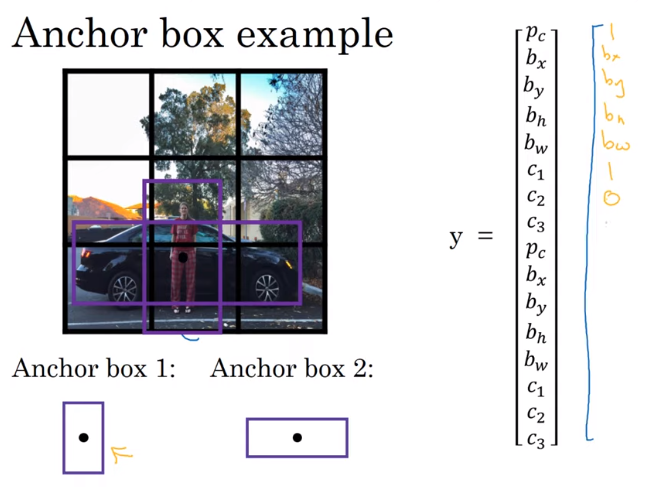 Anchor box example
Anchor box 1:
Anchor box 2:
y =
p_c
b_x
b_y
b_h
b_w
c_1
c_2
c_3
p_c
b_x
b_y
b_h
b_w
c_1
c_2
c_3
1
bx
by
bh
bw
1
0